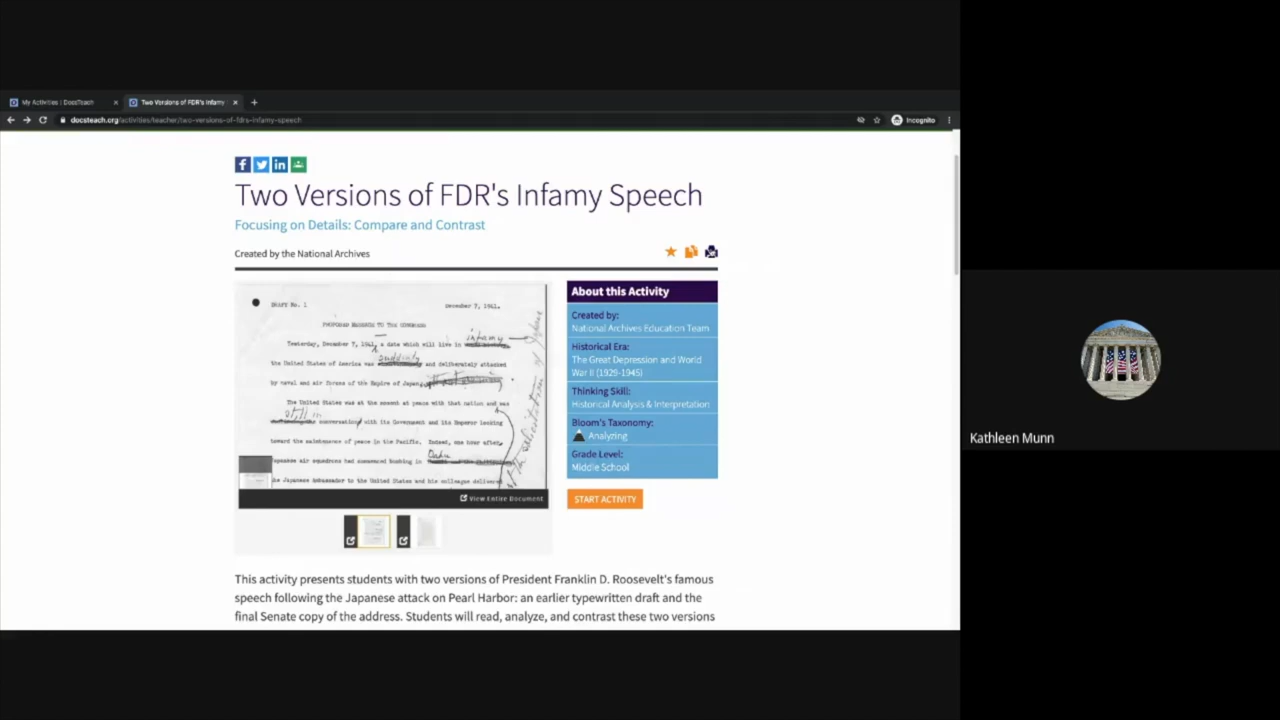 My Activities | DocsTeach
Two Versions of FDR's Infamy
docsteach.org/activities/teacher/two-versions-of-fdrs-infamy-speech
Incognito
Two Versions of FDR's Infamy Speech
Focusing on Details: Compare and Contrast
Created by the National Archives
DRAFT No. 1 December 7, 1941.
PROPOSED MESSAGE TO THE CONGRESS
infamy
Yesterday, December 7, 1941, a date which will live in
suddenly
the United States of America was and deliberately attacked
by naval and air forces of the Empire of Japan
The United States was at the moment at peace with that nation and was
still in
conversation with its Government and its Emperor looking
toward the maintenance of peace in the Pacific. Indeed, one hour after,
Oahu
Japanese air squadrons had commenced bombing in
the Japanese Ambassador to the United States and his colleague delivered
View Entire Document
About this Activity
Created by:
National Archives Education Team
Historical Era:
The Great Depression and World
War II (1929-1945)
Thinking Skill:
Historical Analysis & Interpretation
Bloom's Taxonomy:
Analyzing
Grade Level:
Middle School
START ACTIVITY
This activity presents students with two versions of President Franklin D. Roosevelt's famous
speech following the Japanese attack on Pearl Harbor: an earlier typewritten draft and the
final Senate copy of the address. Students will read, analyze, and contrast these two versions
Kathleen Munn